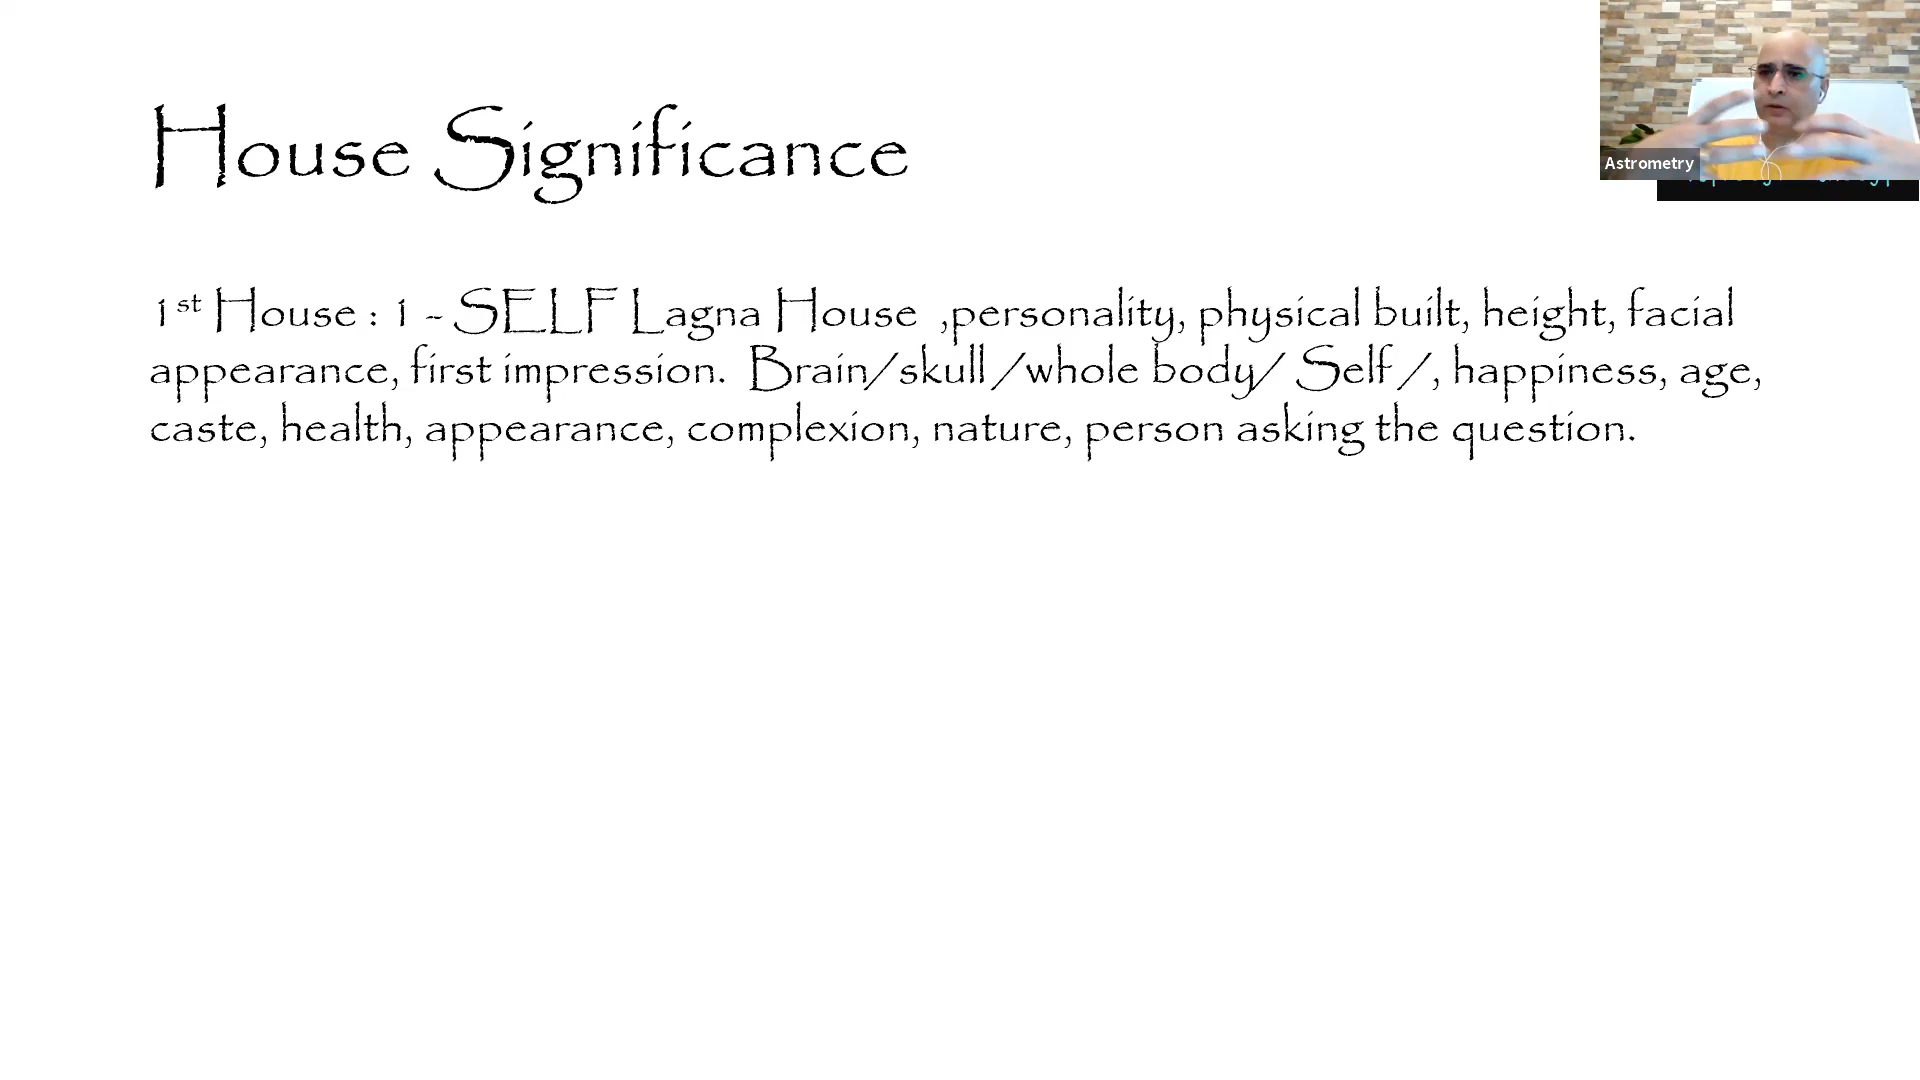 House Significance
1st House : 1 - SELF Lagna House ,personality, physical built, height, facial
appearance, first impression. Brain/skull/whole body/ Self/, happiness, age,
caste, health, appearance, complexion, nature, person asking the question.
Astrometry